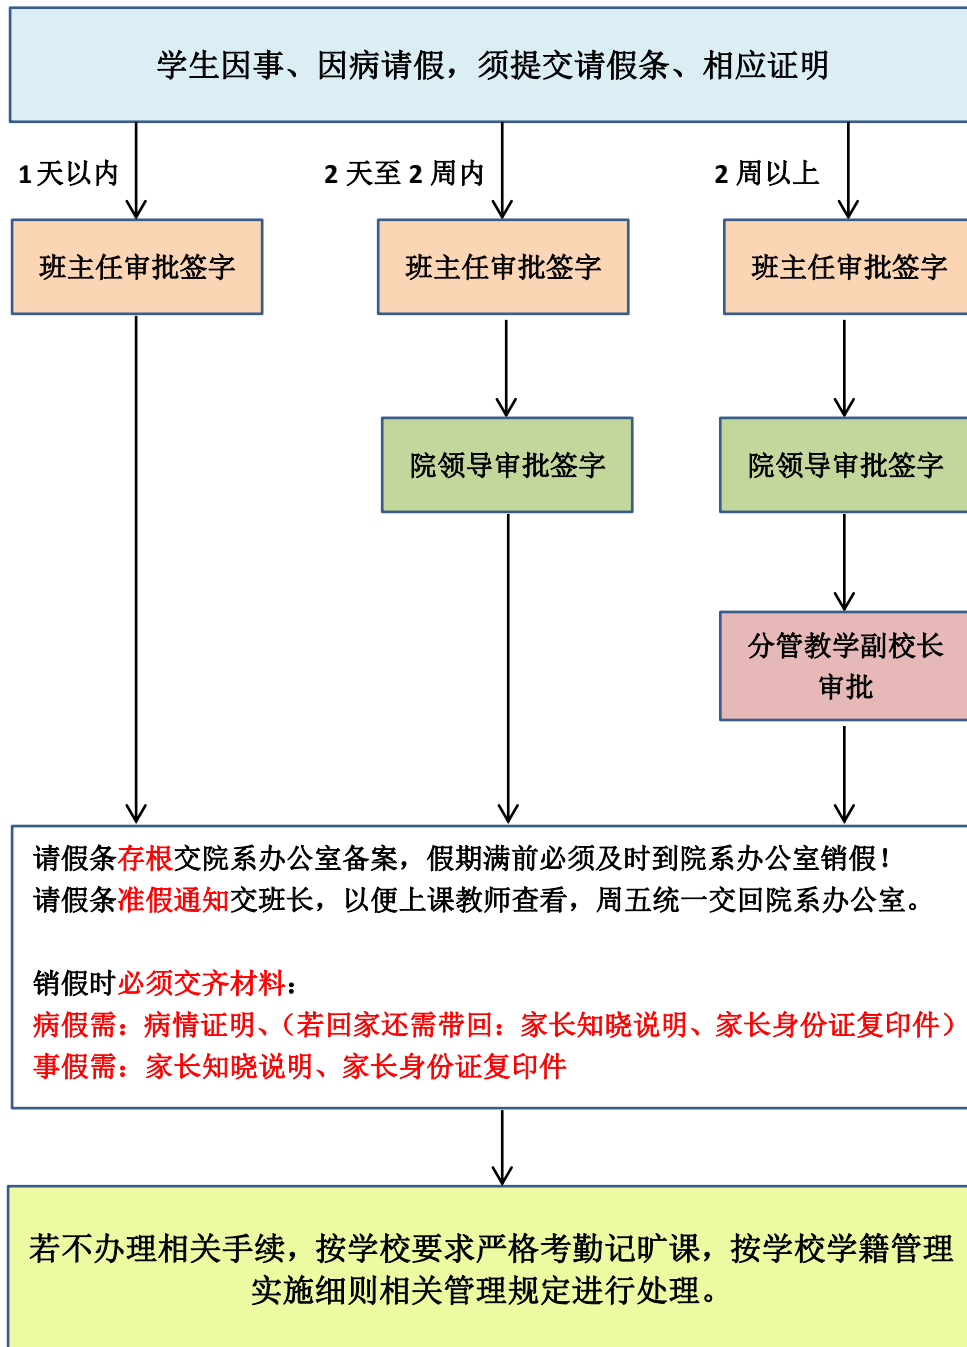 学生因事、因病请假，须提交请假条、相应证明
1 天以内
2 天至 2 周内
2 周以上
班主任审批签字
班主任审批签字
班主任审批签字
院领导审批签字
院领导审批签字
分管教学副校长
审批
请假条存根交院系办公室备案，假期满前必须及时到院系办公室销假！
请假条准假通知交班长，以便上课教师查看，周五统一交回院系办公室。
销假时必须交齐材料：
病假需：病情证明、（若回家还需带回：家长知晓说明、家长身份证复印件）
事假需：家长知晓说明、家长身份证复印件
若不办理相关手续，按学校要求严格考勤记旷课，按学校学籍管理
实施细则相关管理规定进行处理。